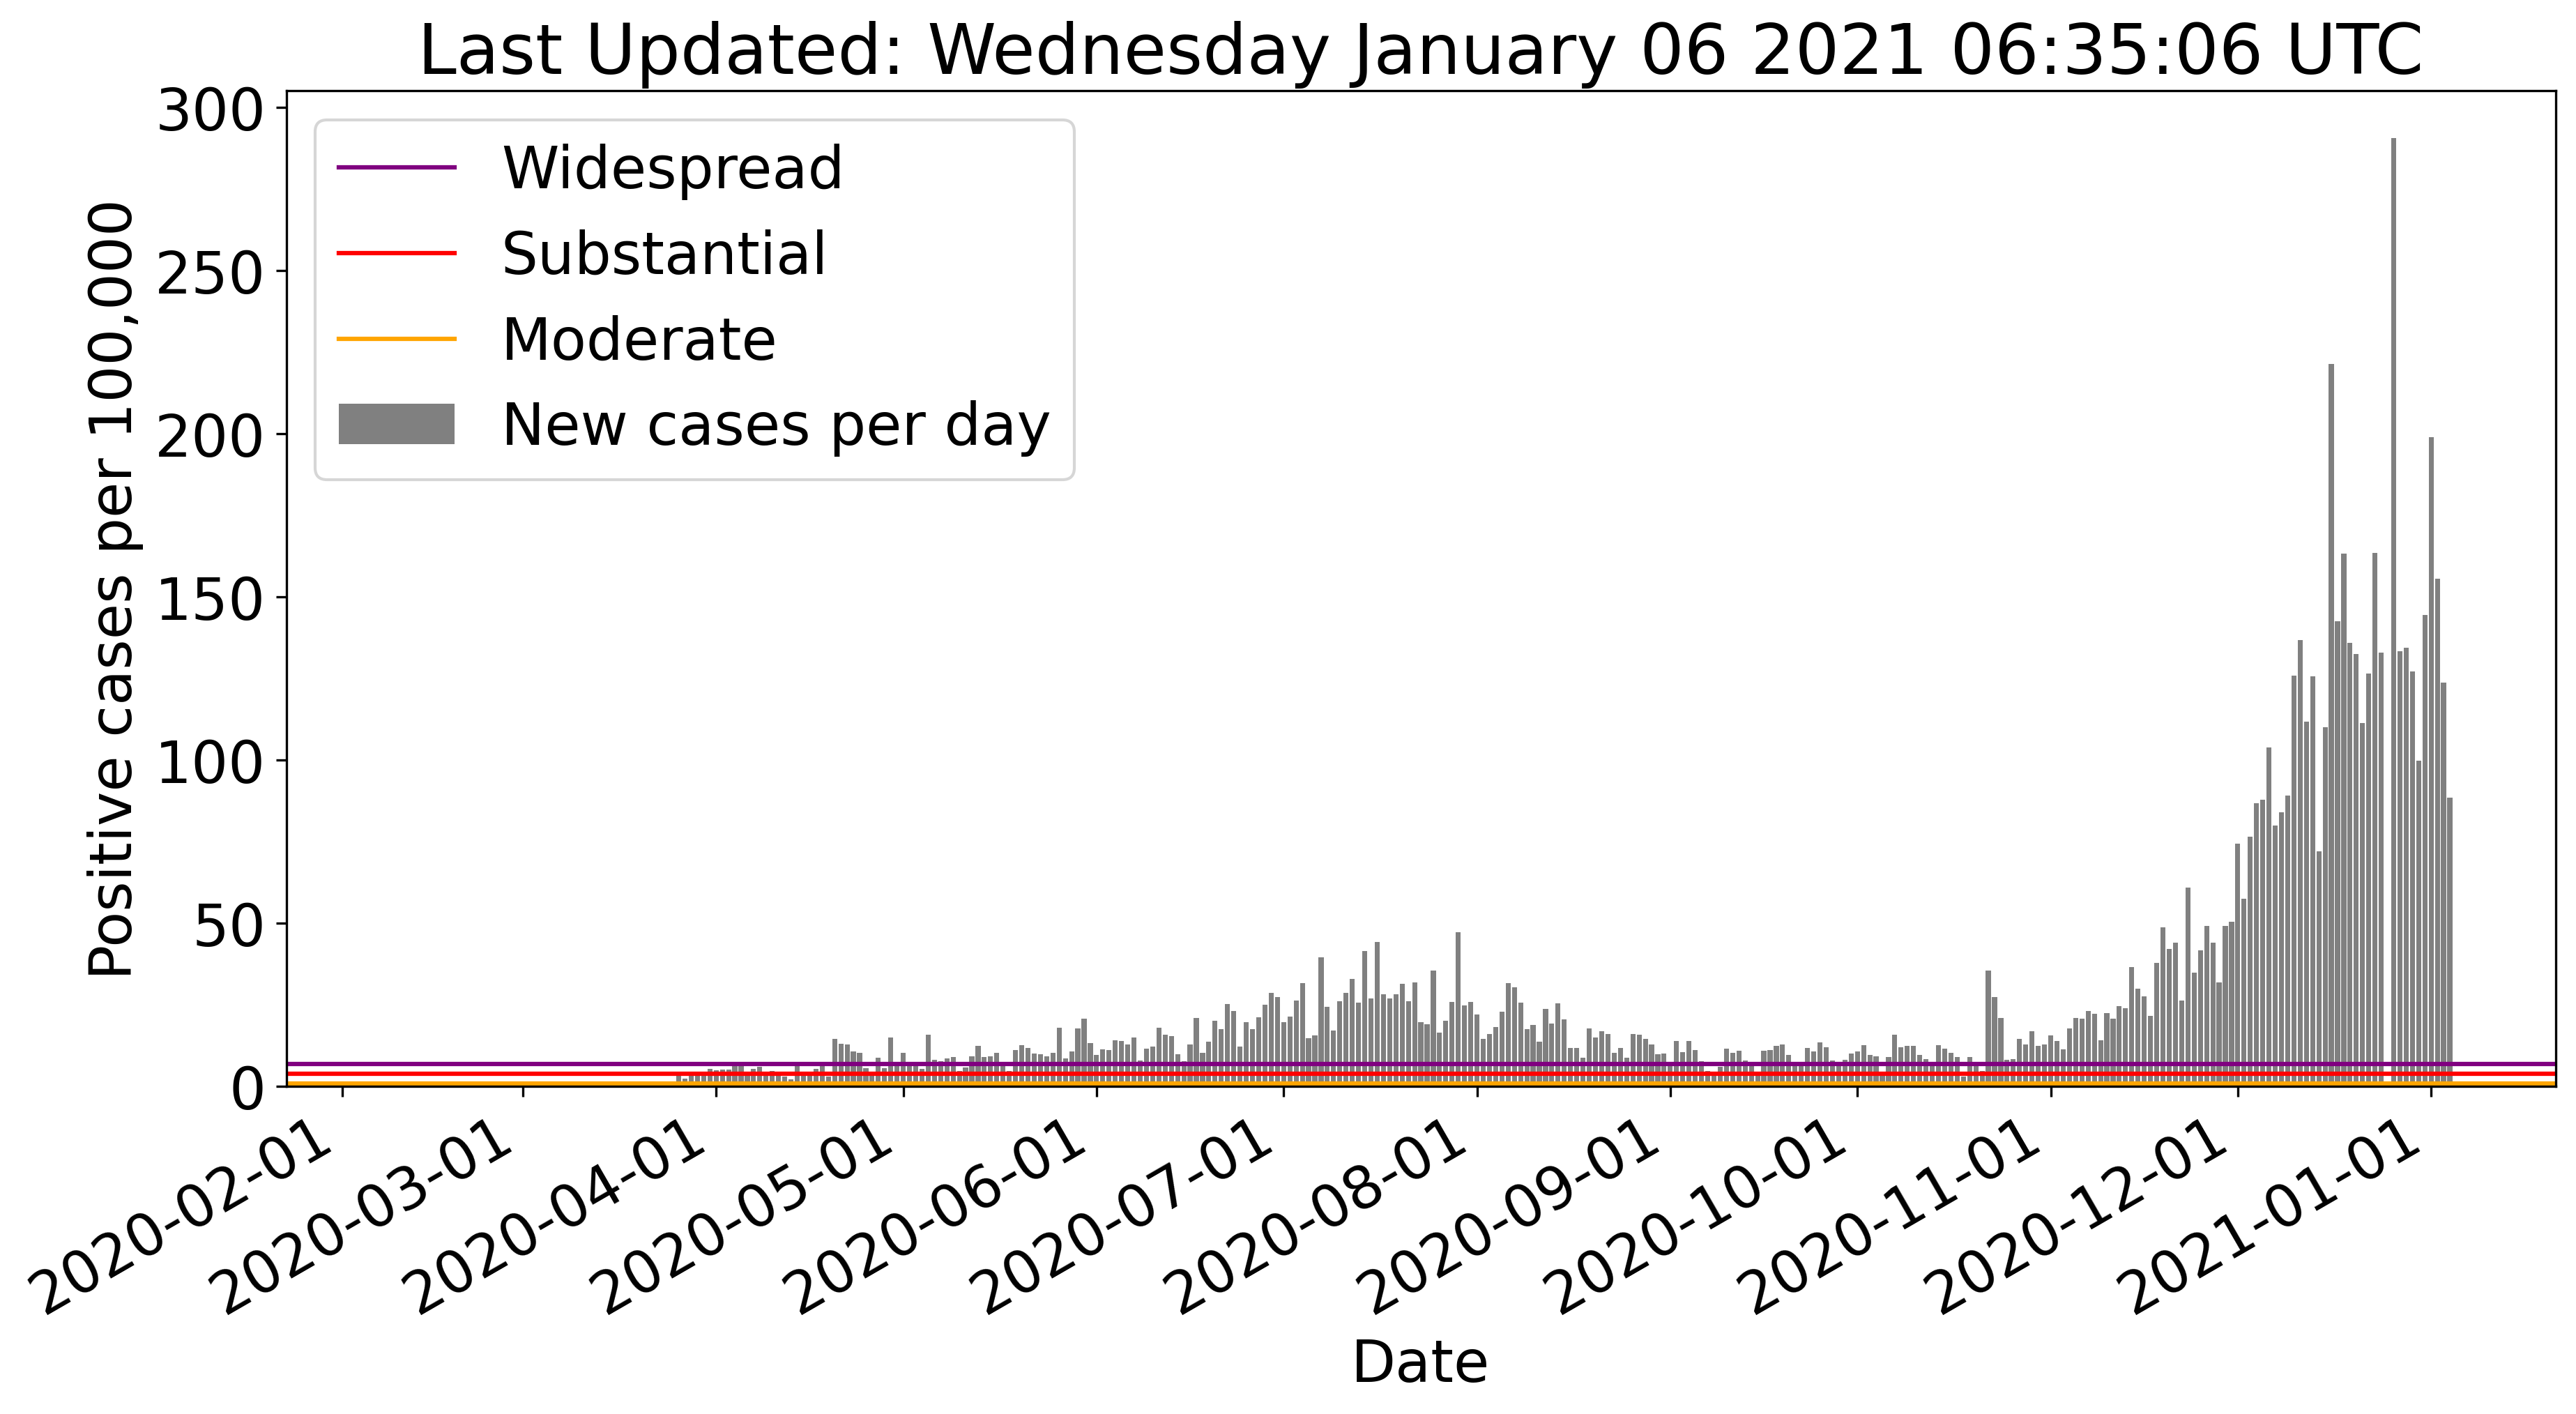 Last Updated: Wednesday January 06 2021 06:35:06 UTC
Positive cases per 100,000
300
250
200
150
100
50
0
Widespread
Substantial
Moderate
New cases per day
2020-02-01
2020-03-01
2020-04-01
2020-05-01
2020-06-01
2020-07-01
2020-08-01
2020-09-01
2020-10-01
2020-11-01
2020-12-01
2021-01-01
Date